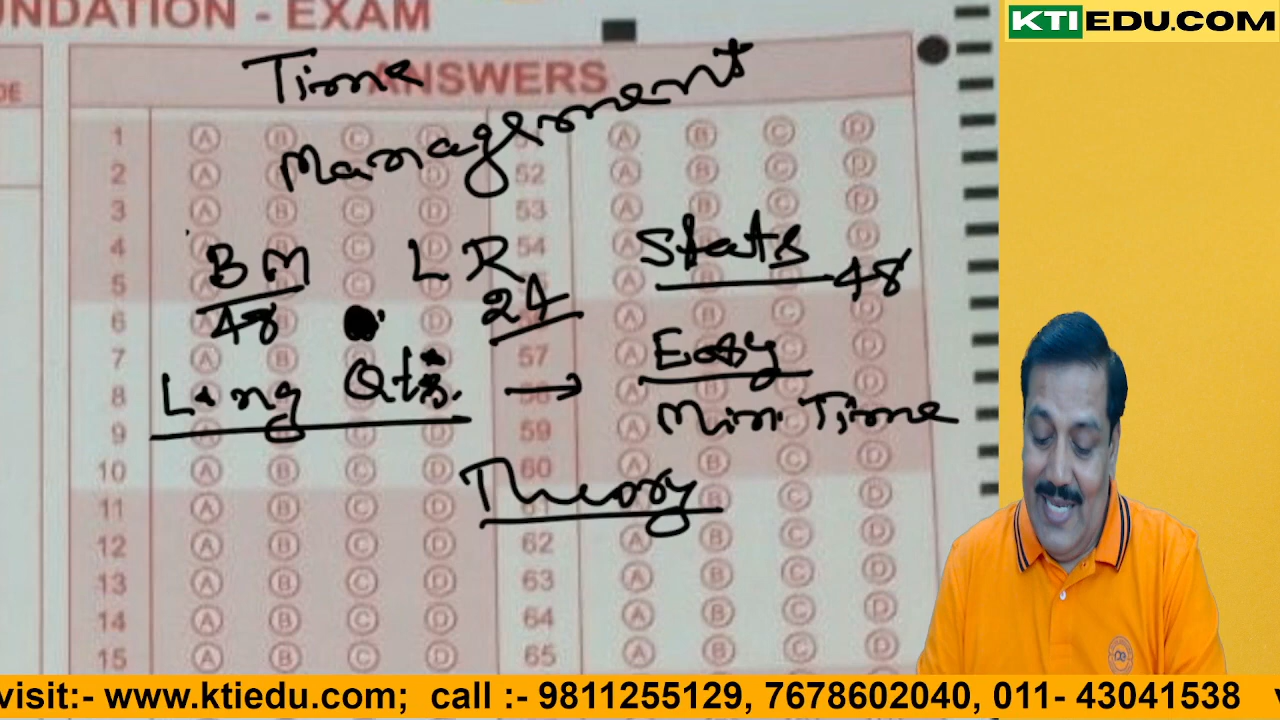 NDATION - EXAM
KTIEDU.COM
Time
ANSWERS
Management
1 A B C D A B C D
2 A B C D 52 A B C D
3 A B C D 53 A B C D
4 A B C D 54 A B C D
BM LR Stats 48
5 A B C D
48 24
6 A B C D A B C D
7 A B C D 57 A B C D
Easy
Long Qts. →
8 A B C D A B C D
Min. Time
9 A B C D 59 A B C D
10 A B C D 60 A B C D
Theory
11 A B C D B C D
12 A B C D 62 A B C D
13 A B C D 63 A B C D
14 A B C D 64 A B C D
15 A B C D 65 A B C D
visit:- www.ktiedu.com; call :- 9811255129, 7678602040, 011- 43041538